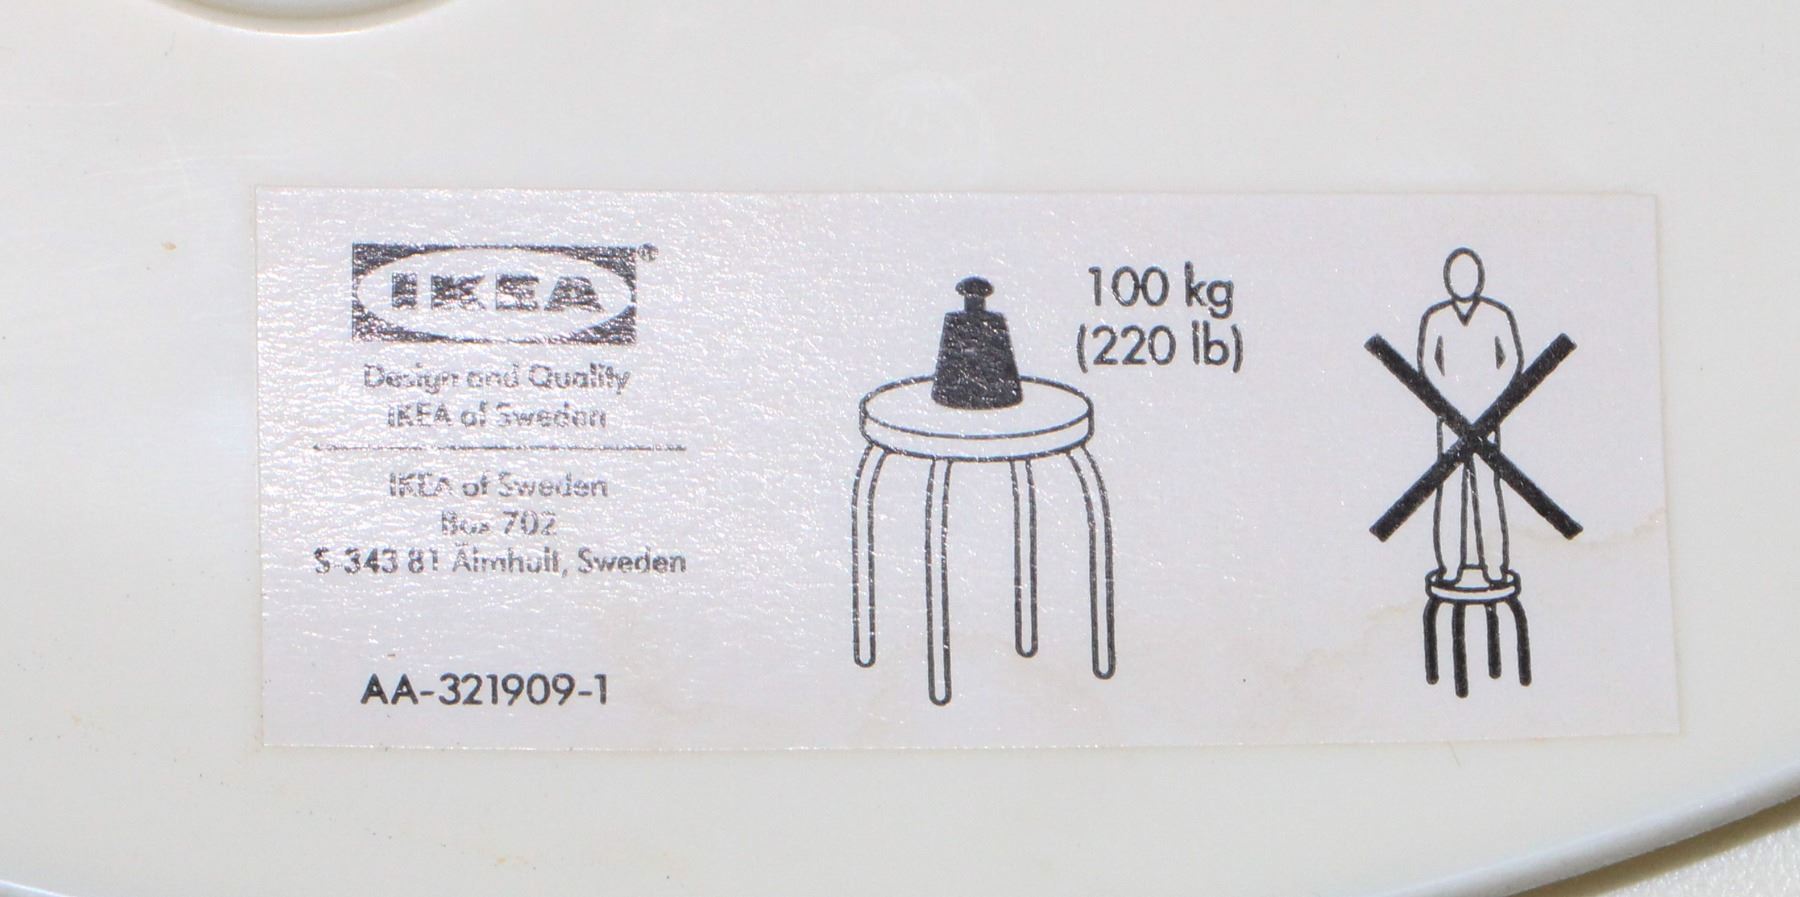 IKEA®
Design and Quality
IKEA of Sweden
IKEA of Sweden
Box 702
S-343 81 Älmhult, Sweden
AA-321909-1
100 kg
(220 lb)